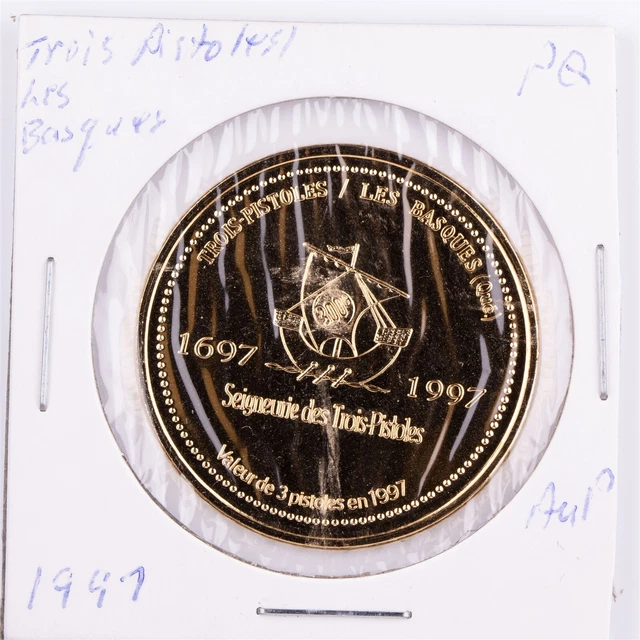 Trois Pistoles/
Les
Basques
PQ
TROIS-PISTOLES / LES BASQUES (Qué)
300e
1697
1997
Seigneurie des Trois-Pistoles
Valeur de 3 pistoles en 1997
AuP
1997